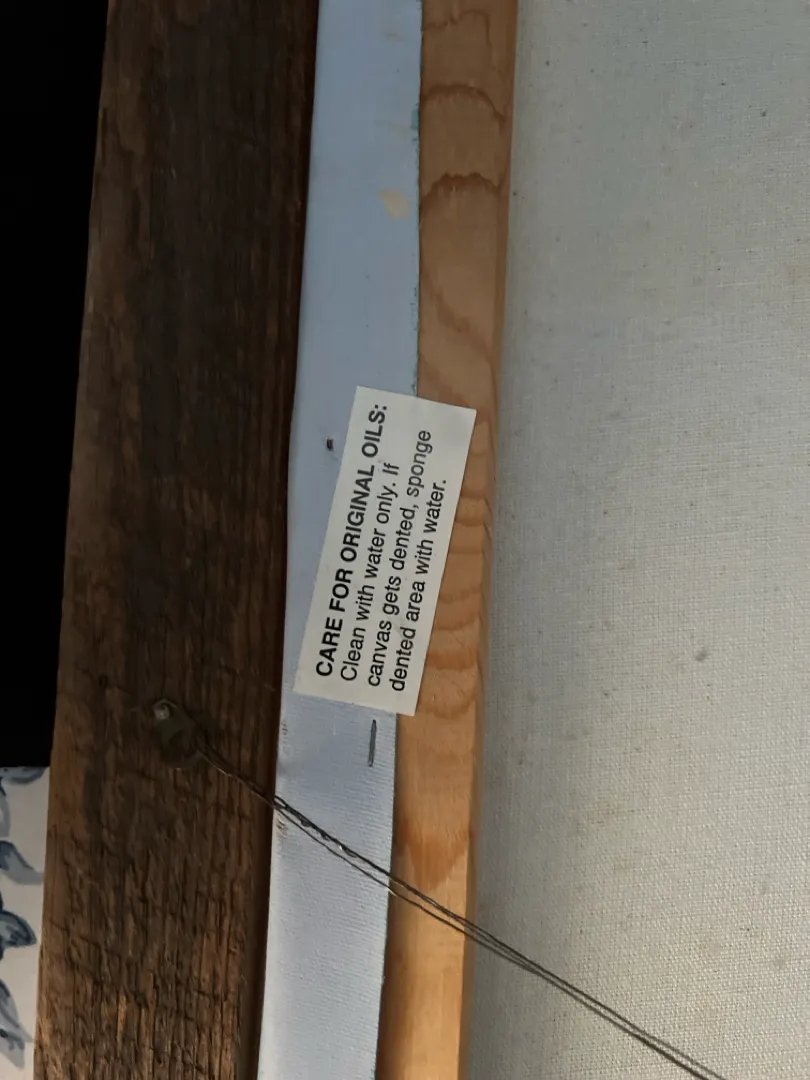 CARE FOR ORIGINAL OILS:
Clean with water only. If
canvas gets dented, sponge
dented area with water.